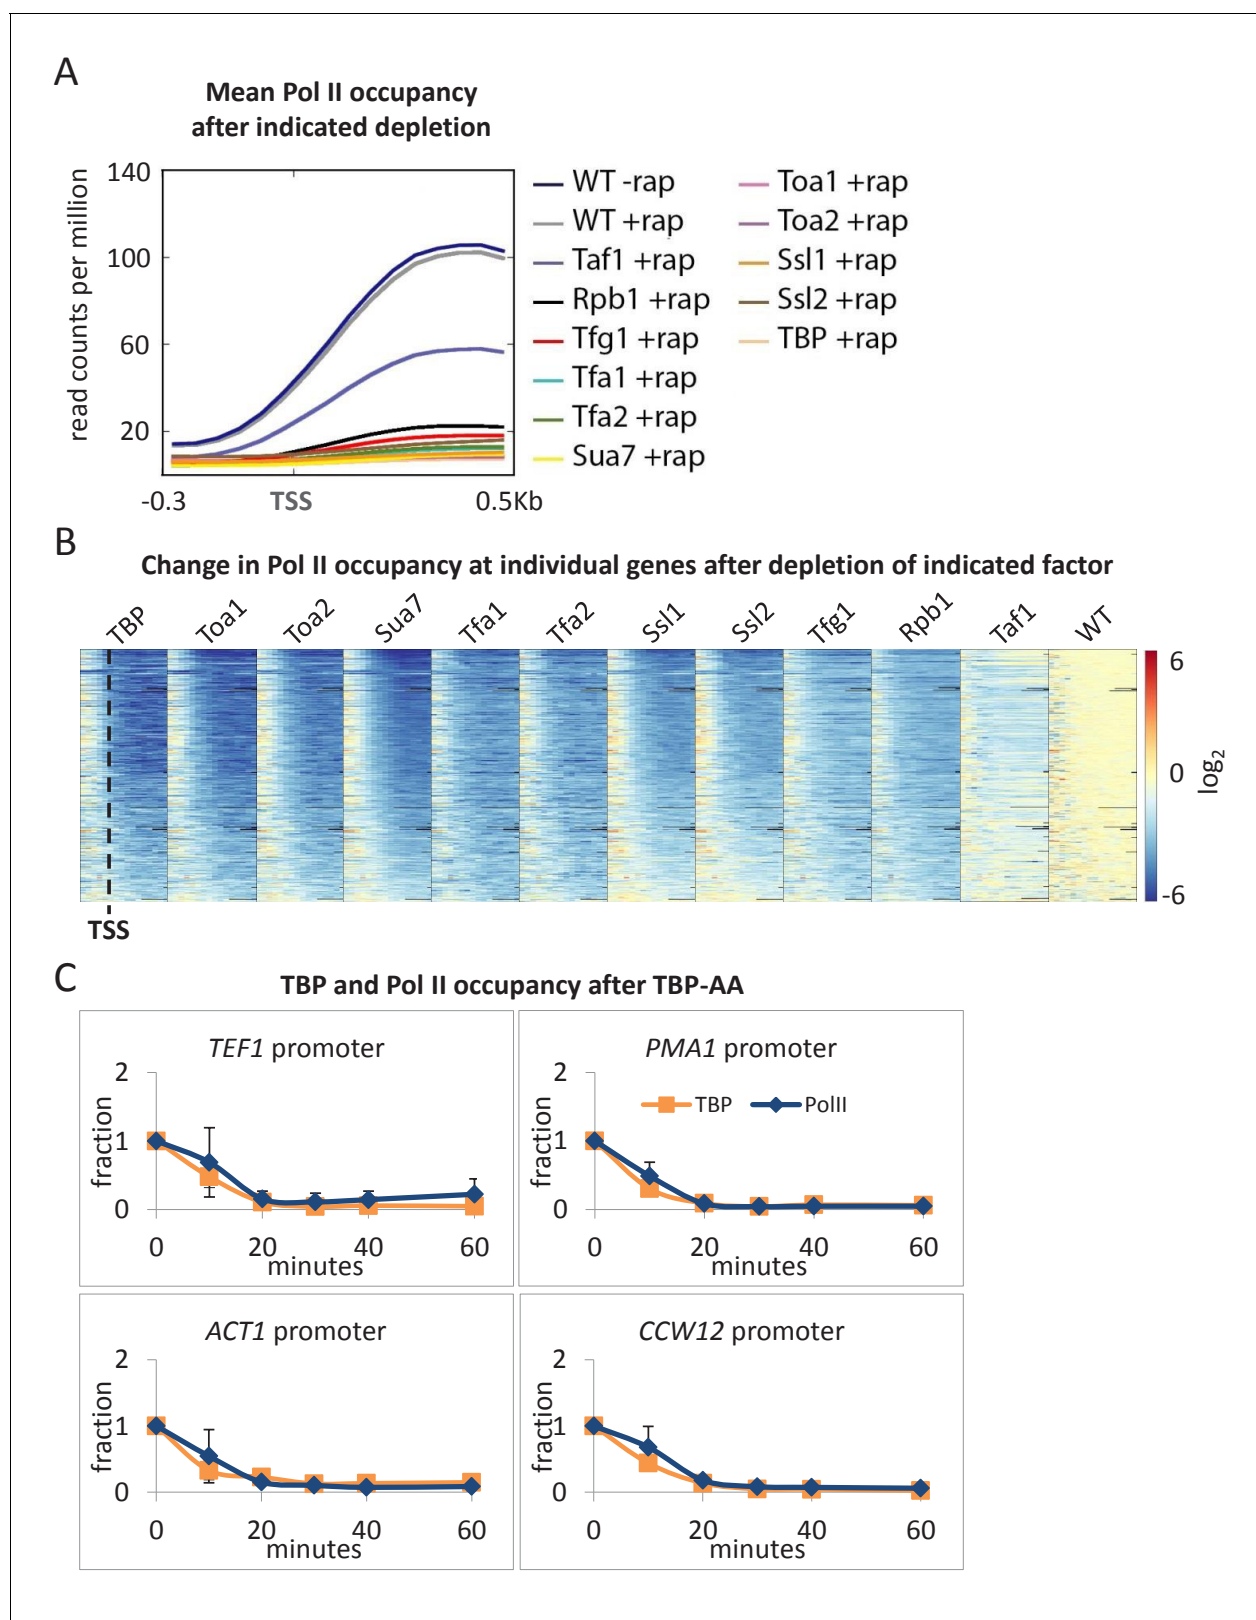 A
Mean Pol II occupancy
after indicated depletion
read counts per million
140
100
60
20
-0.3
TSS
0.5Kb
WT -rap
WT +rap
Taf1 +rap
Rpb1 +rap
Tfg1 +rap
Tfa1 +rap
Tfa2 +rap
Sua7 +rap
Toa1 +rap
Toa2 +rap
Ssl1 +rap
Ssl2 +rap
TBP +rap
B
Change in Pol II occupancy at individual genes after depletion of indicated factor
TBP
Toa1
Toa2
Sua7
Tfa1
Tfa2
Ssl1
Ssl2
Tfg1
Rpb1
Taf1
WT
6
0
-6
log2
TSS
C
TBP and Pol II occupancy after TBP-AA
TEF1 promoter
fraction
2
1
0
0 20 40 60
minutes
PMA1 promoter
TBP PolII
fraction
2
1
0
0 20 40 60
minutes
ACT1 promoter
fraction
2
1
0
0 20 40 60
minutes
CCW12 promoter
fraction
2
1
0
0 20 40 60
minutes